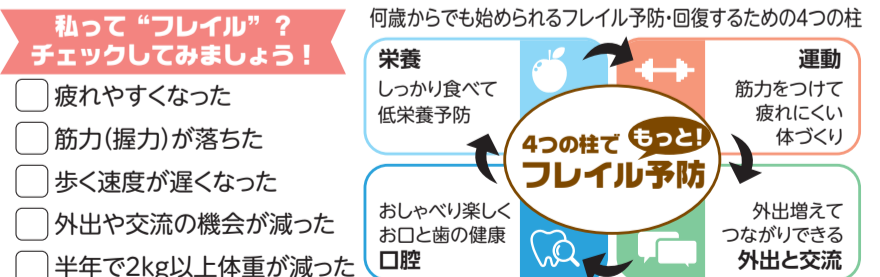 私って“フレイル”？
チェックしてみましょう！
疲れやすくなった
筋力(握力)が落ちた
歩く速度が遅くなった
外出や交流の機会が減った
半年で2kg以上体重が減った
何歳からでも始められるフレイル予防・回復するための4つの柱
栄養
しっかり食べて
低栄養予防
運動
筋力をつけて
疲れにくい
体づくり
4つの柱でもっと!
フレイル予防
おしゃべり楽しく
お口と歯の健康
口腔
外出増えて
つながりできる
外出と交流